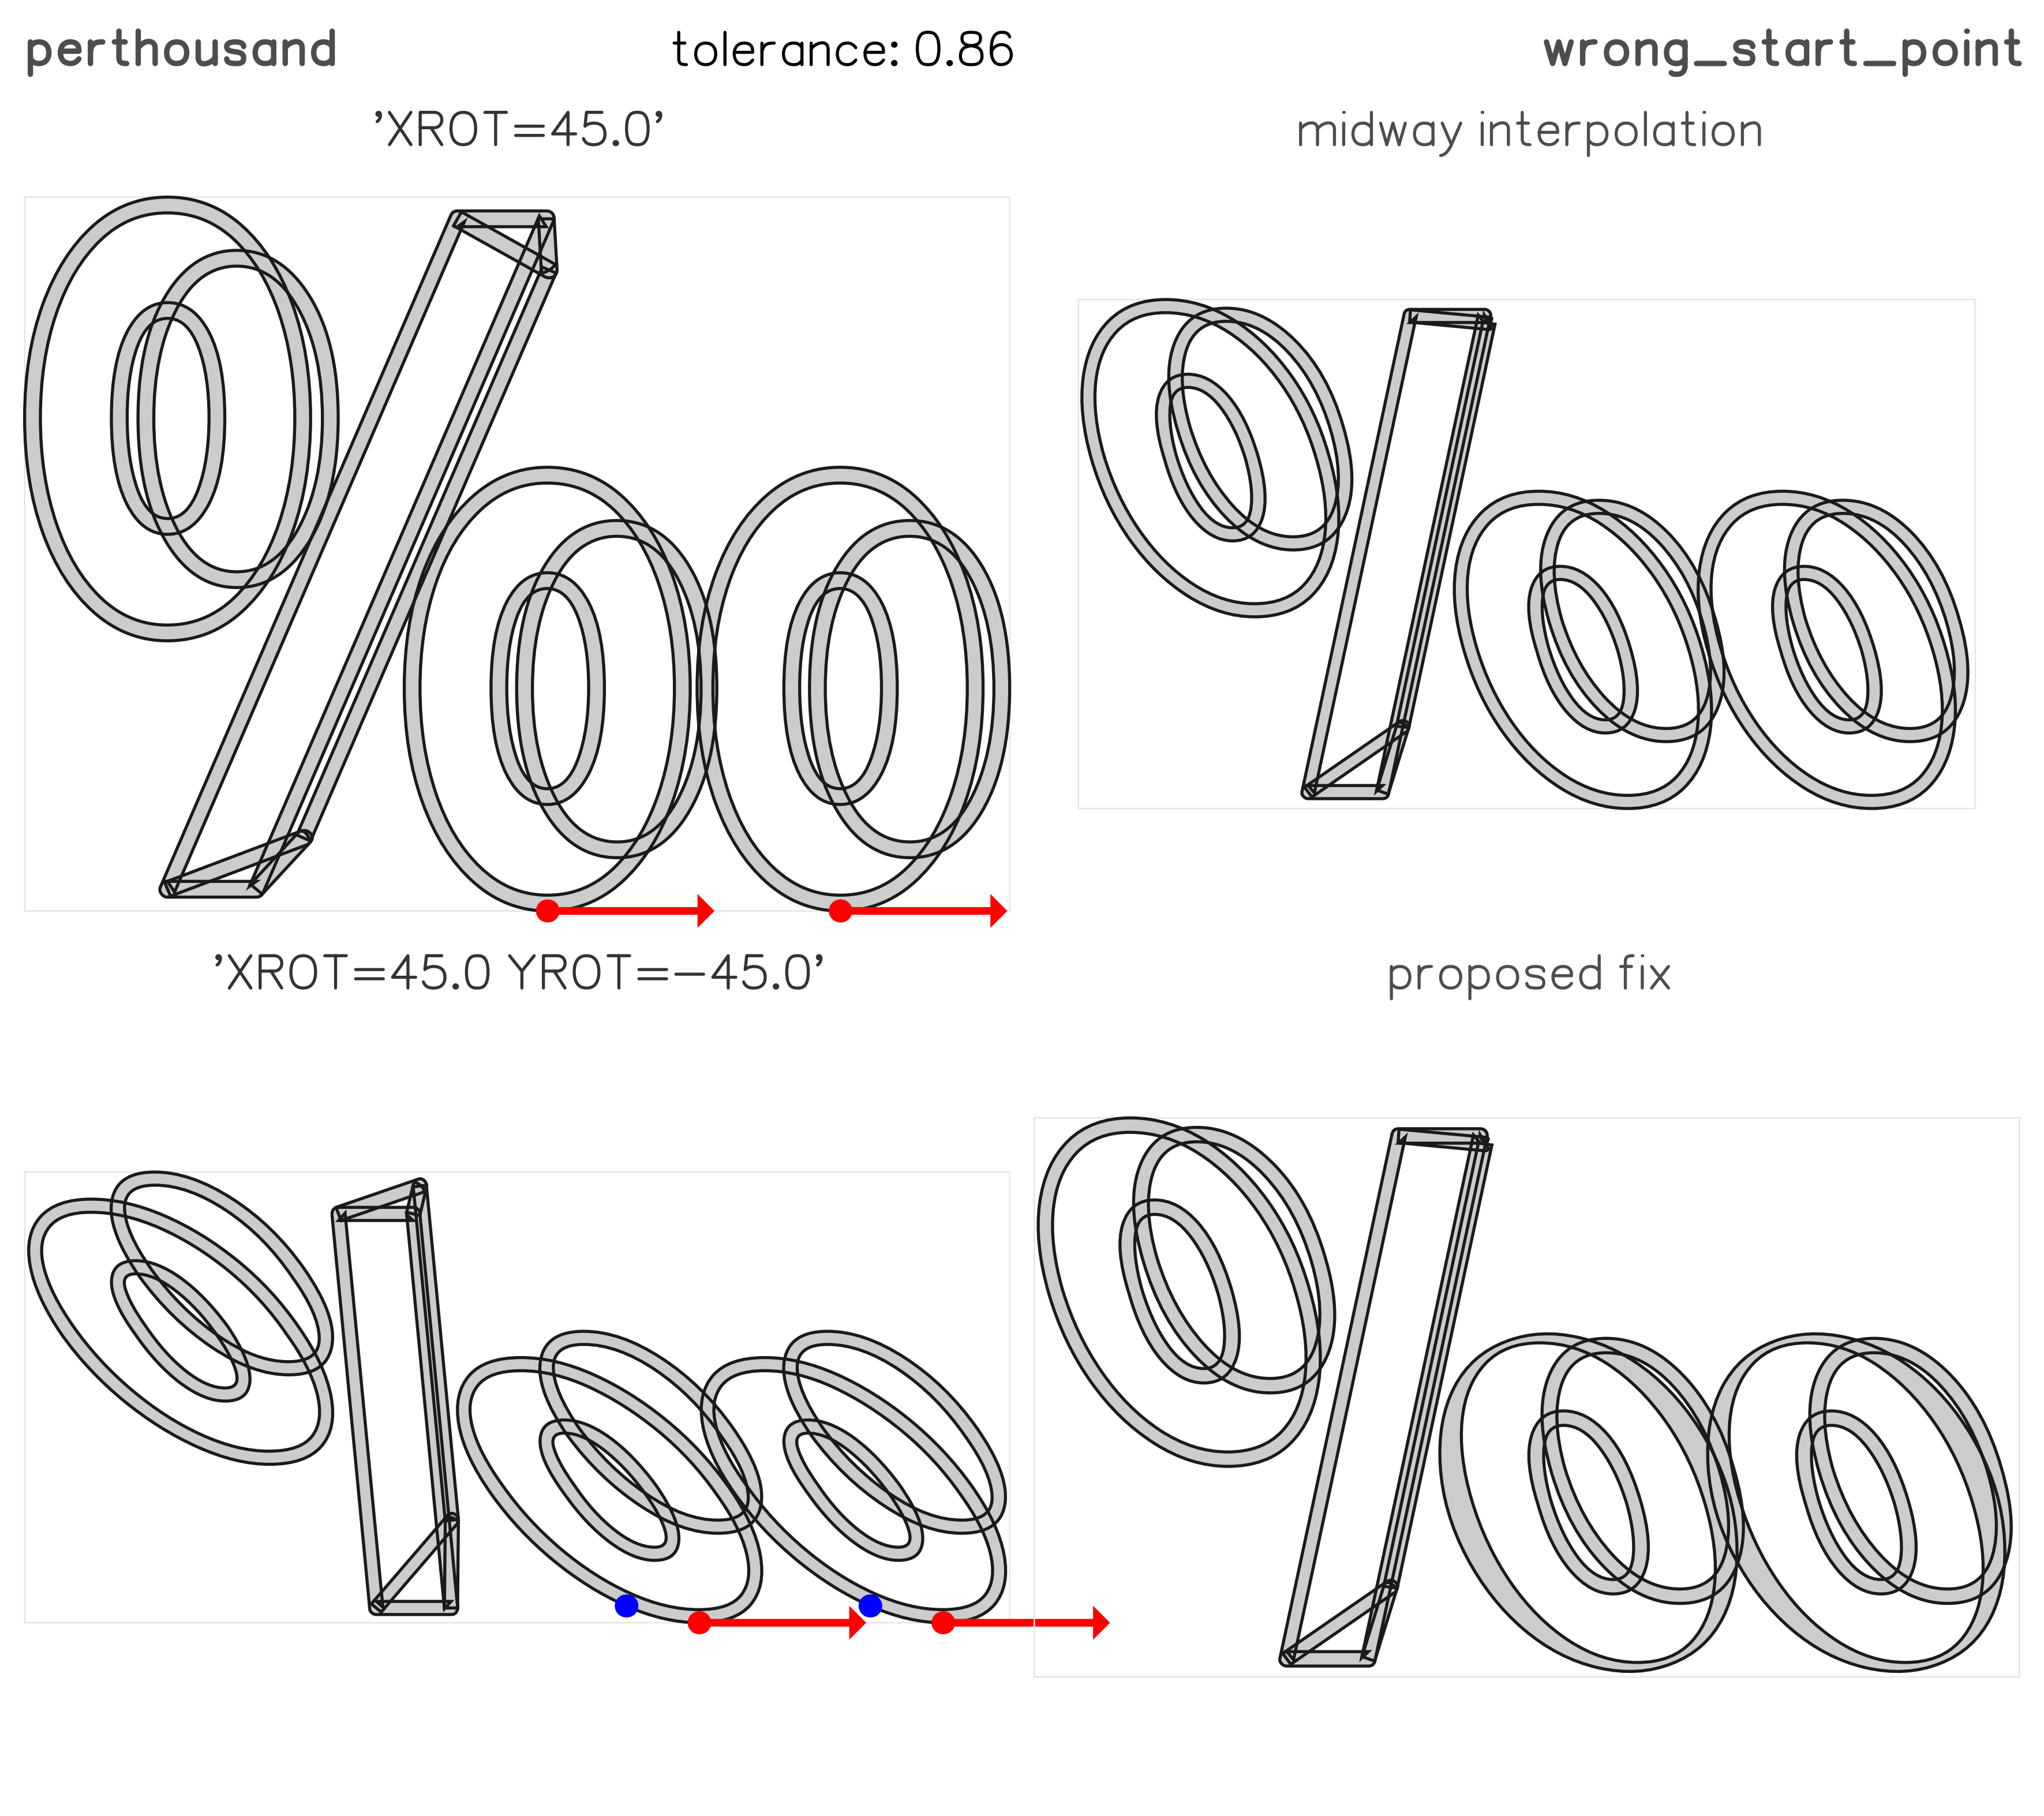 perthousand tolerance: 0.86 wrong_start_point
’XROT=45.0’ midway interpolation
’XROT=45.0 YROT=−45.0’ proposed fix